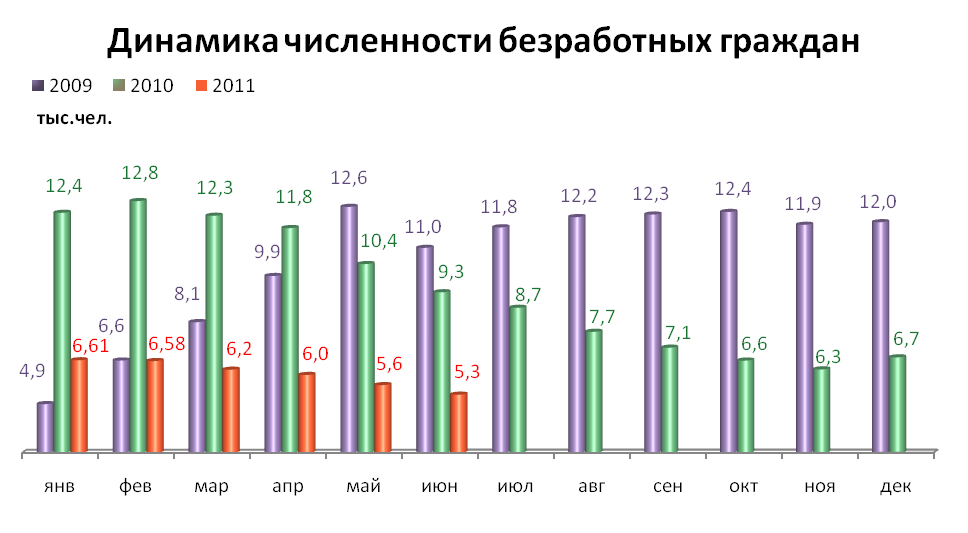 Динамика численности безработных граждан
2009 2010 2011
тыс.чел.
4,9 12,4 6,61
6,6 12,8 6,58
8,1 12,3 6,2
9,9 11,8 6,0
12,6 10,4 5,6
11,0 9,3 5,3
11,8 8,7
12,2 7,7
12,3 7,1
12,4 6,6
11,9 6,3
12,0 6,7
янв фев мар апр май июн июл авг сен окт ноя дек